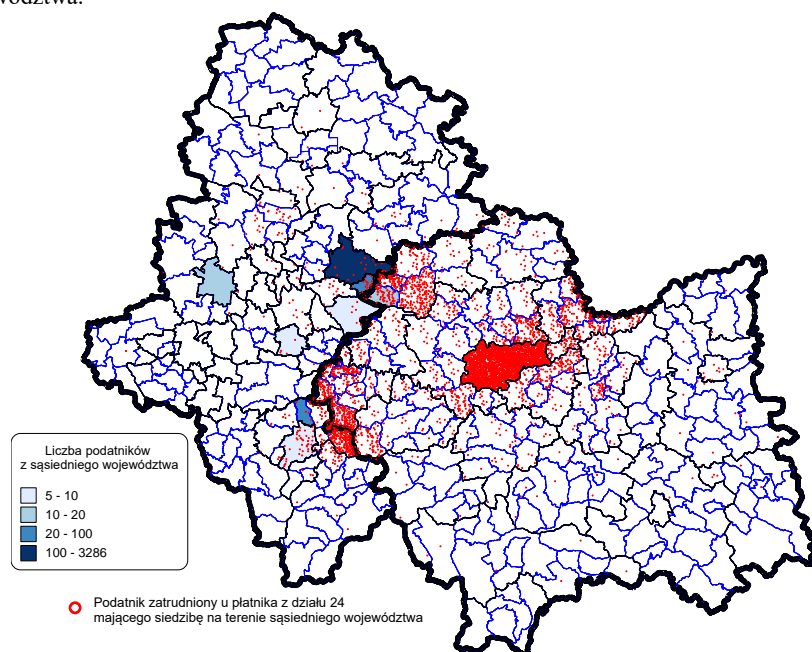 wództwa.
Liczba podatników
z sąsiedniego województwa
5 - 10
10 - 20
20 - 100
100 - 3286
Podatnik zatrudniony u płatnika z działu 24
mającego siedzibę na terenie sąsiedniego województwa